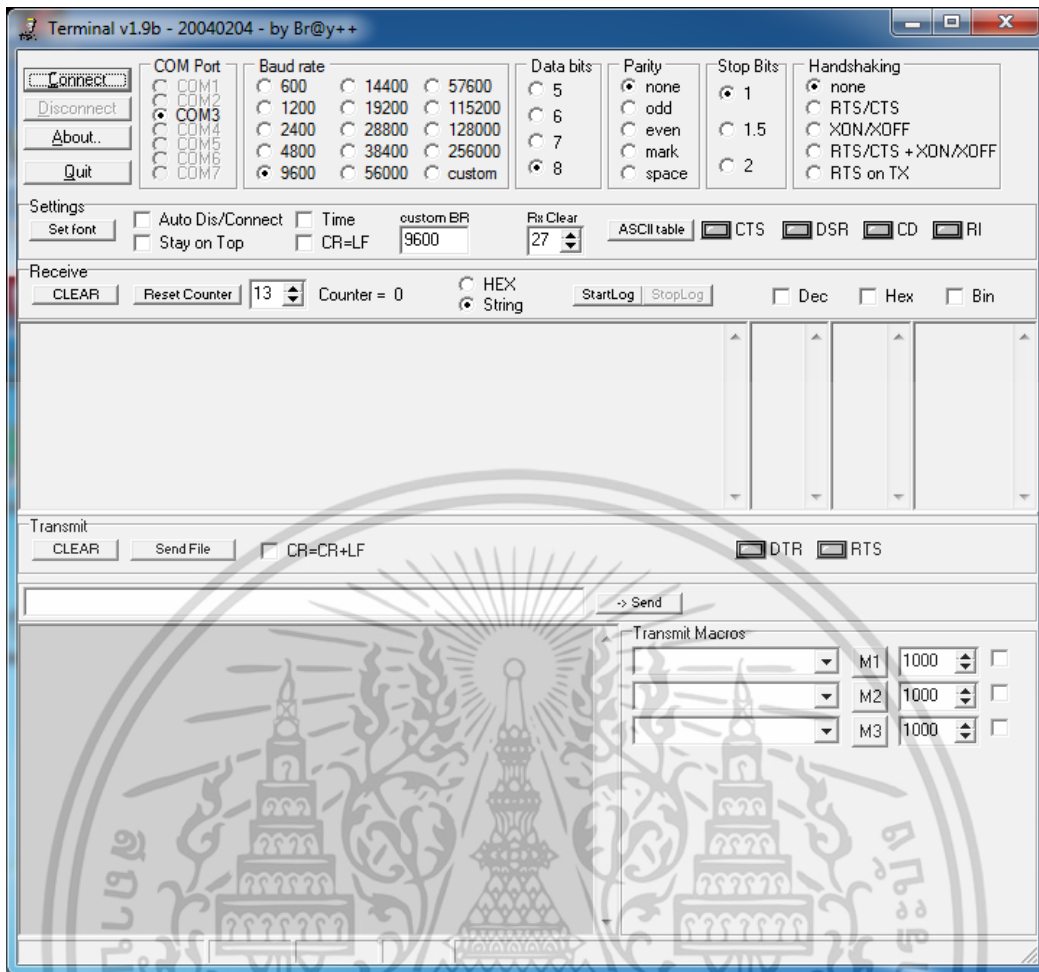 Terminal v1.9b - 20040204 - by Br@y++
Connect
Disconnect
About..
Quit
COM Port
COM1
COM2
COM3
COM4
COM5
COM6
COM7
Baud rate
600 14400 57600
1200 19200 115200
2400 28800 128000
4800 38400 256000
9600 56000 custom
Data bits
5
6
7
8
Parity
none
odd
even
mark
space
Stop Bits
1
1.5
2
Handshaking
none
RTS/CTS
XON/XOFF
RTS/CTS + XON/XOFF
RTS on TX
Settings
Set font
Auto Dis/Connect Time
Stay on Top CR=LF
custom BR
9600
Rx Clear
27
ASCII table CTS DSR CD RI
Receive
CLEAR Reset Counter 13 Counter = 0
HEX
String
StartLog StopLog Dec Hex Bin
Transmit
CLEAR Send File CR=CR+LF DTR RTS
-> Send
Transmit Macros
M1 1000
M2 1000
M3 1000